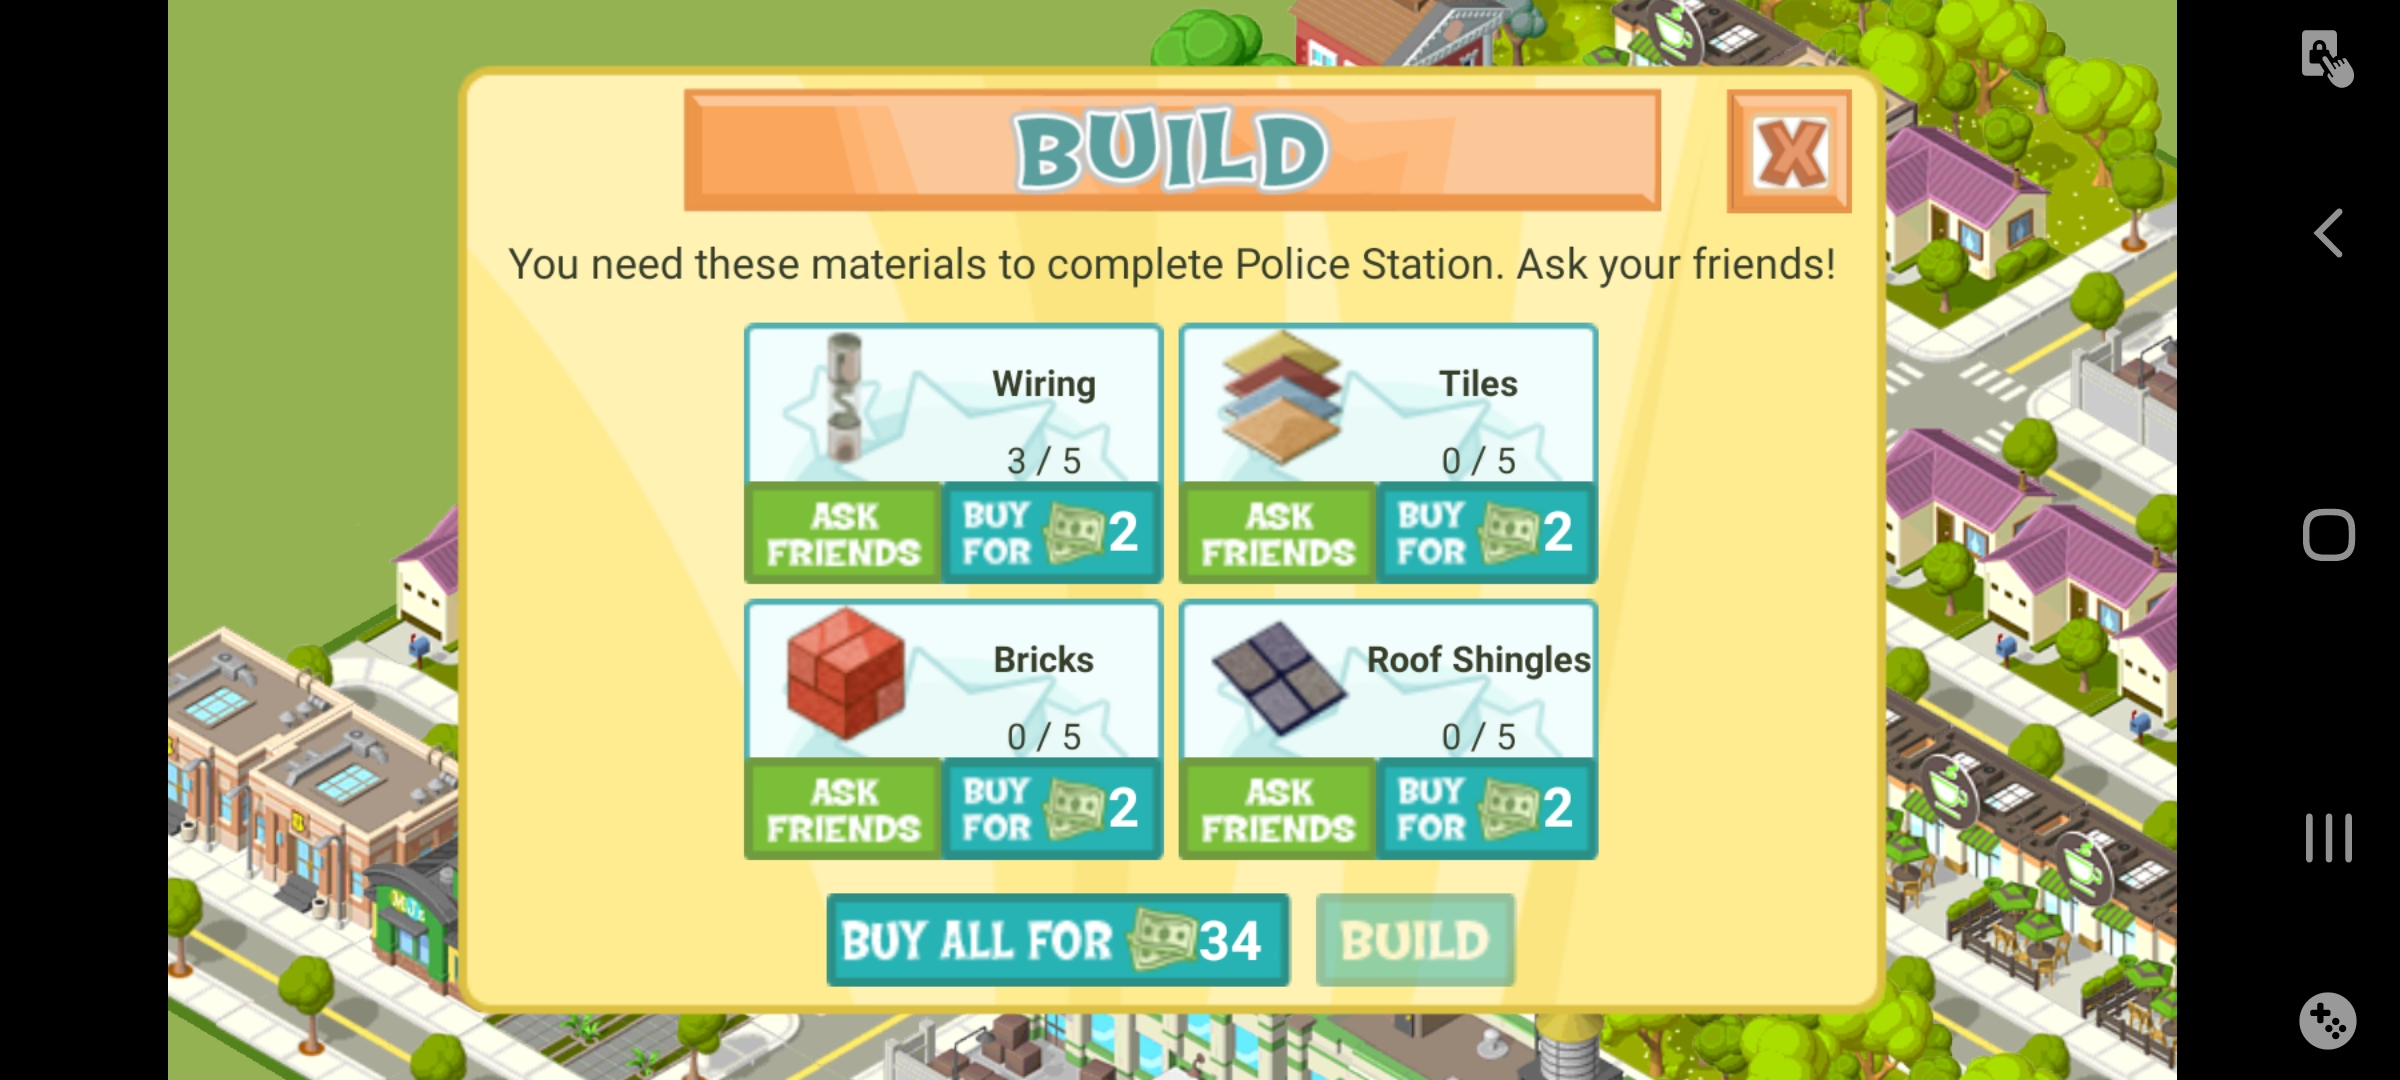 BUILD
X
You need these materials to complete Police Station. Ask your friends!
Wiring
3 / 5
ASK
FRIENDS
BUY
FOR
2
Tiles
0 / 5
ASK
FRIENDS
BUY
FOR
2
Bricks
0 / 5
ASK
FRIENDS
BUY
FOR
2
Roof Shingles
0 / 5
ASK
FRIENDS
BUY
FOR
2
BUY ALL FOR 34
BUILD